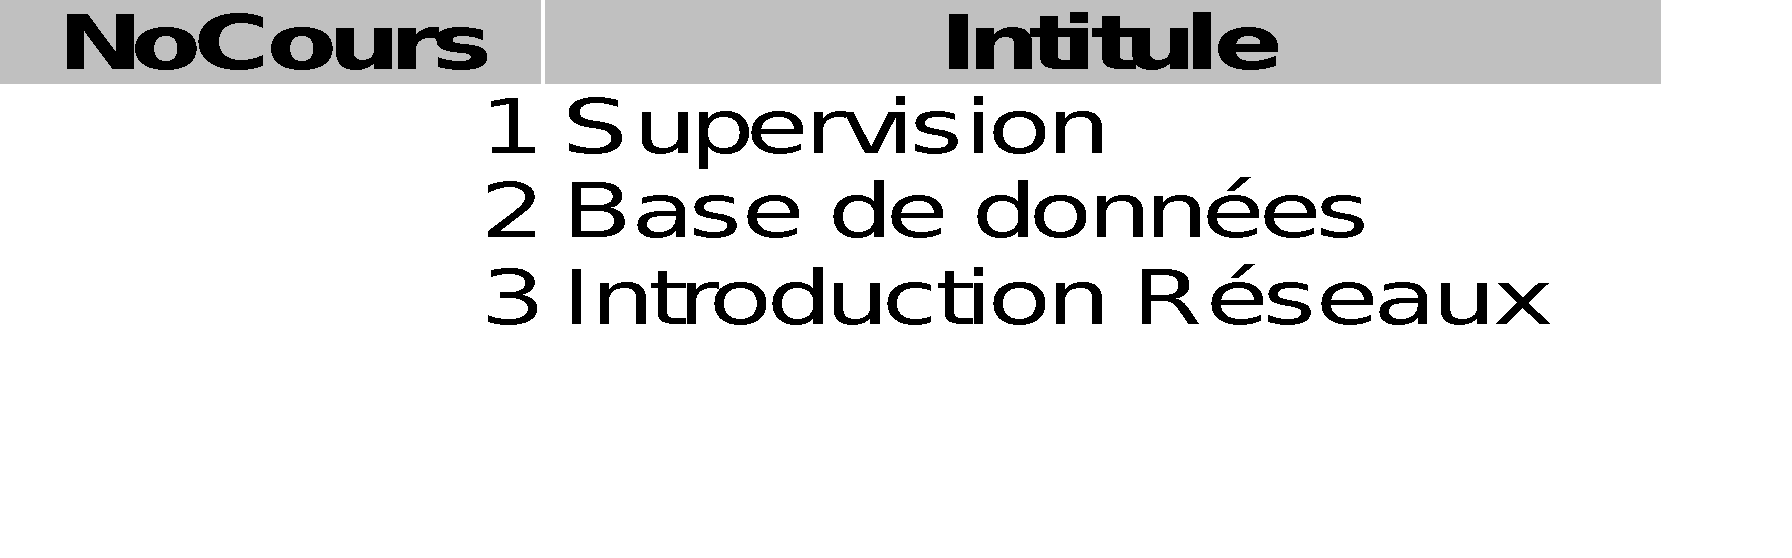 NoCours Intitule
1 Supervision
2 Base de données
3 Introduction Réseaux